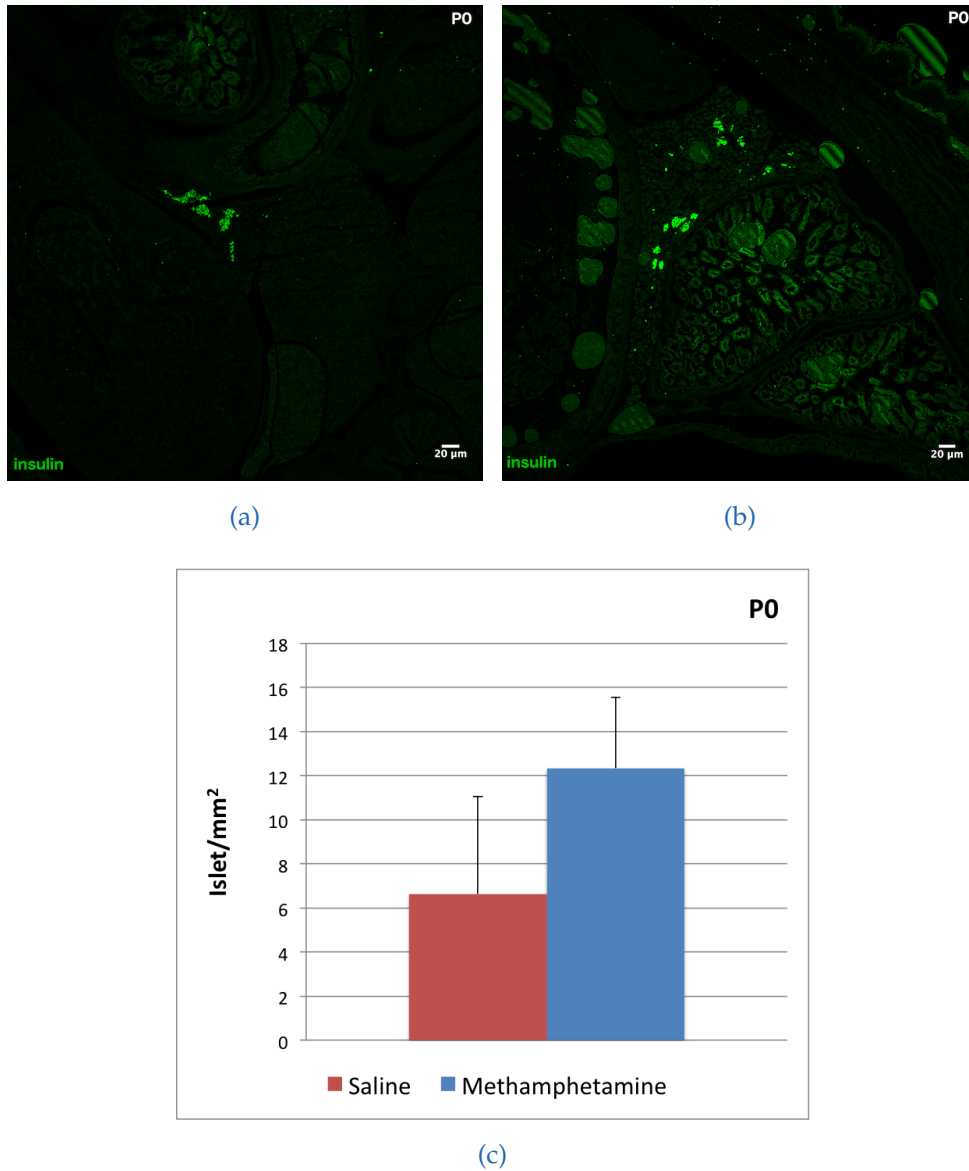 P0
20 µm
insulin
P0
20 µm
insulin
(a)
(b)
P0
18
16
14
12
10
8
6
4
2
0
Islet/mm²
Saline
Methamphetamine
(c)